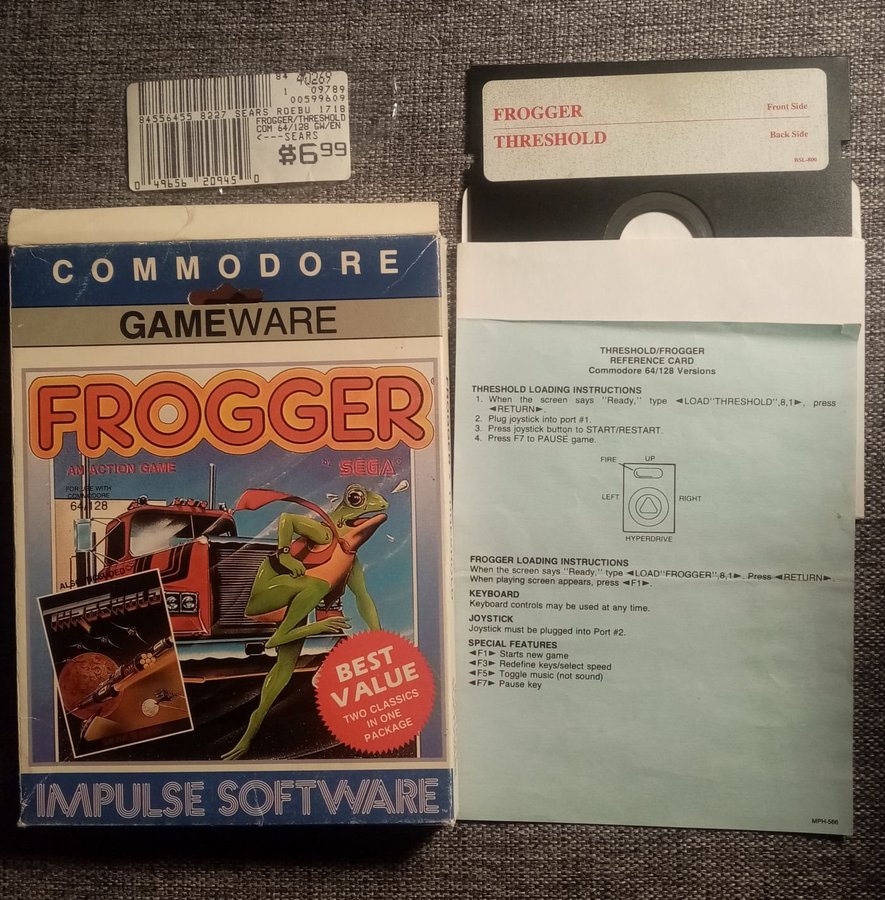 84 40269
1 09789
00599609
84556455 8227 SEARS ROEBU 1718
FROGGER/THRESHOLD
COM 64/128 GW/EN
<---SEARS
$6.99
0 49656 20945 0
FROGGER Front Side
THRESHOLD Back Side
BSL-800
COMMODORE
GAMEWARE
FROGGER
AN ACTION GAME BY SEGA®
FOR USE WITH
COMMODORE
64/128
ALSO INCLUDED
THRESHOLD
BEST
VALUE
TWO CLASSICS
IN ONE
PACKAGE
IMPULSE SOFTWARE™
THRESHOLD/FROGGER
REFERENCE CARD
Commodore 64/128 Versions
THRESHOLD LOADING INSTRUCTIONS
1. When the screen says "Ready," type ◄LOAD"THRESHOLD",8,1►, press
◄RETURN►.
2. Plug joystick into port #1.
3. Press joystick button to START/RESTART.
4. Press F7 to PAUSE game.
FIRE UP
LEFT RIGHT
HYPERDRIVE
FROGGER LOADING INSTRUCTIONS
When the screen says "Ready," type ◄LOAD"FROGGER",8,1►. Press ◄RETURN►.
When playing screen appears, press ◄F1►.
KEYBOARD
Keyboard controls may be used at any time.
JOYSTICK
Joystick must be plugged into Port #2.
SPECIAL FEATURES
◄F1► Starts new game
◄F3► Redefine keys/select speed
◄F5► Toggle music (not sound)
◄F7► Pause key
MPH-566